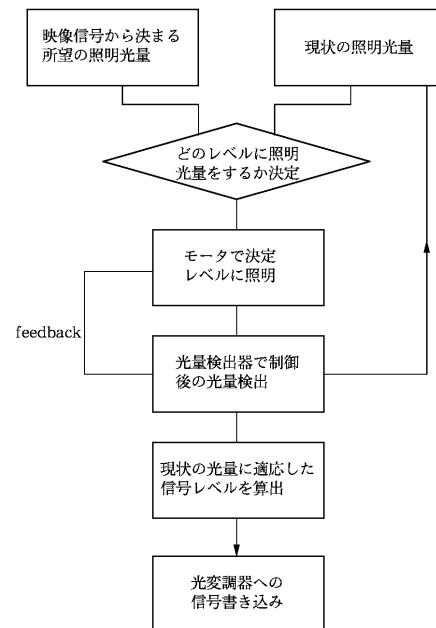 映像信号から決まる
所望の照明光量
現状の照明光量
どのレベルに照明
光量をするか決定
モータで決定
レベルに照明
feedback
光量検出器で制御
後の光量検出
現状の光量に適応した
信号レベルを算出
光変調器への
信号書き込み